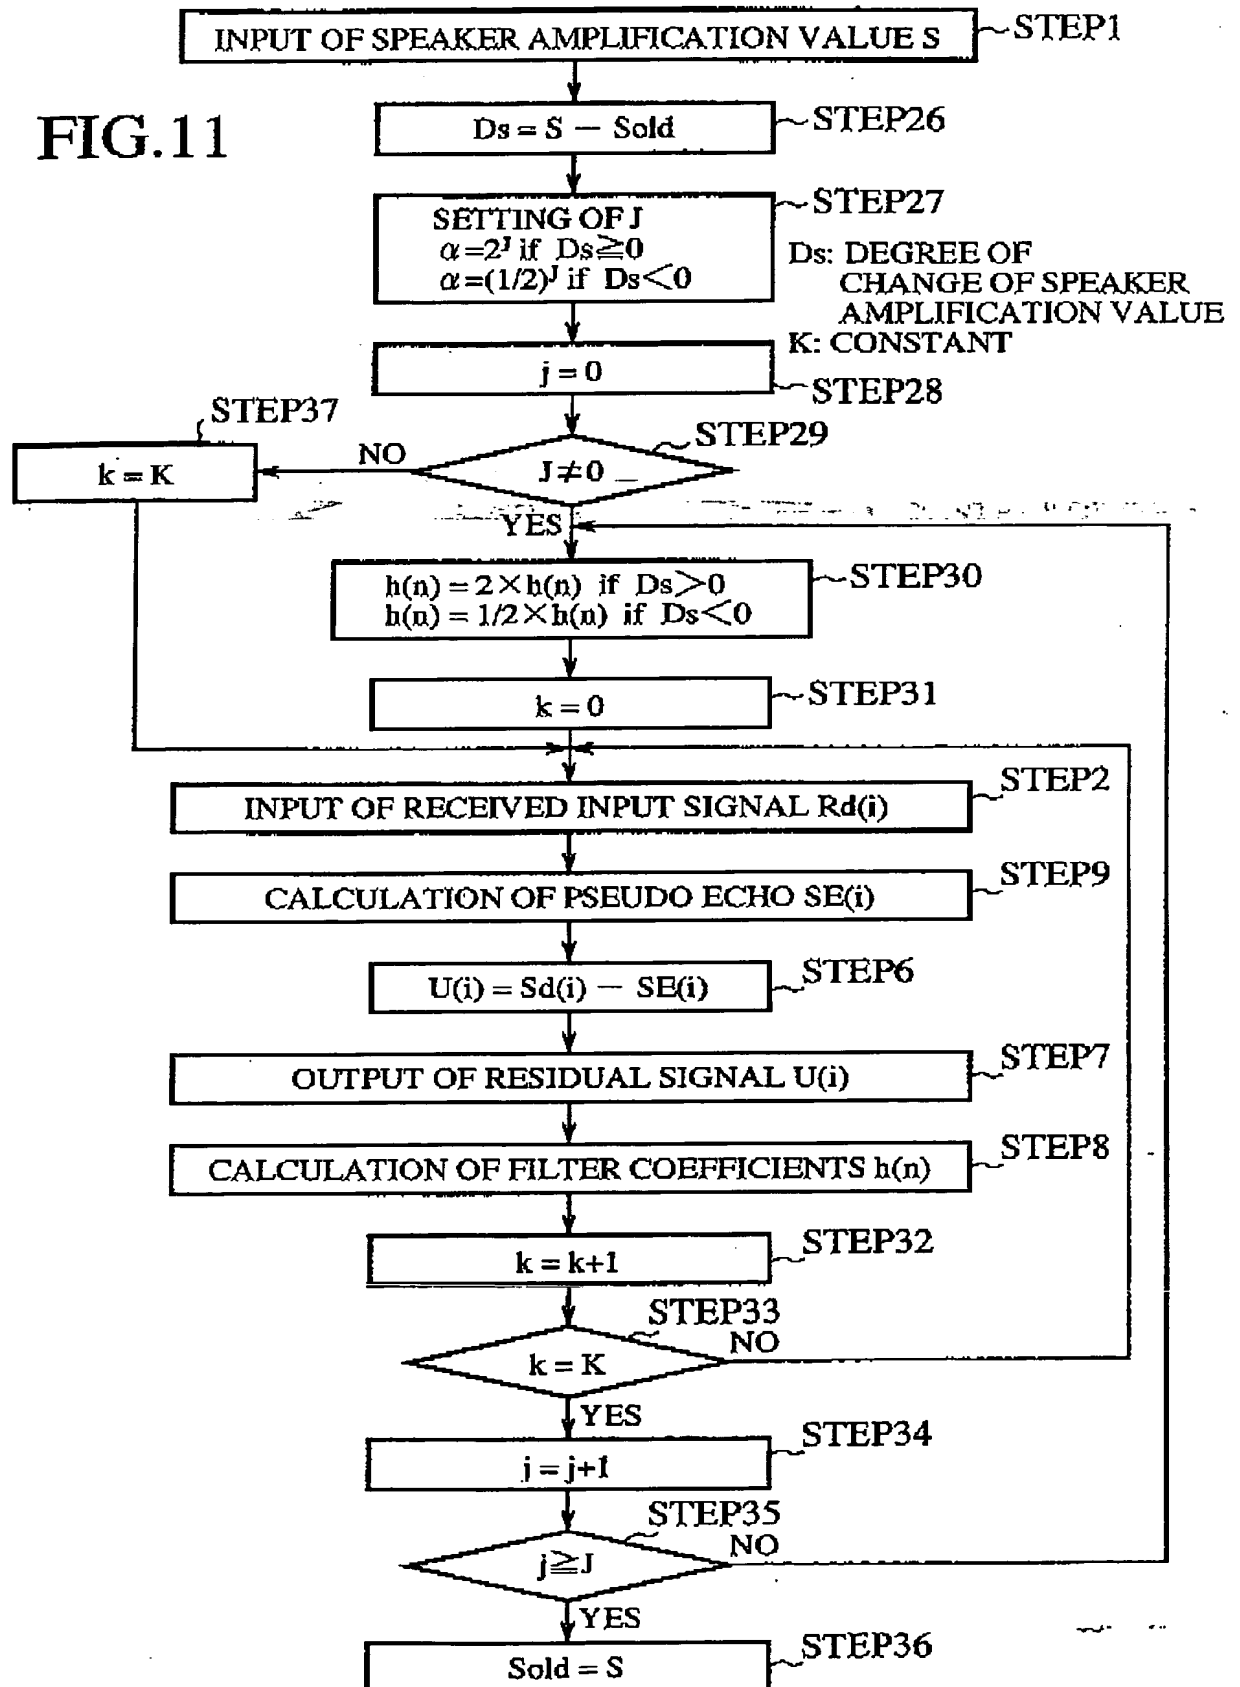 INPUT OF SPEAKER AMPLIFICATION VALUE S
STEP1
FIG.11
Ds = S − Sold
STEP26
SETTING OF J
α=2^J if Ds≧0
α=(1/2)^J if Ds<0
STEP27
Ds: DEGREE OF
CHANGE OF SPEAKER
AMPLIFICATION VALUE
K: CONSTANT
j = 0
STEP28
STEP37
k = K
NO
J≠0
STEP29
YES
h(n) = 2×h(n) if Ds>0
h(n) = 1/2×h(n) if Ds<0
STEP30
k = 0
STEP31
INPUT OF RECEIVED INPUT SIGNAL Rd(i)
STEP2
CALCULATION OF PSEUDO ECHO SE(i)
STEP9
U(i) = Sd(i) − SE(i)
STEP6
OUTPUT OF RESIDUAL SIGNAL U(i)
STEP7
CALCULATION OF FILTER COEFFICIENTS h(n)
STEP8
k = k+1
STEP32
STEP33
k = K
NO
YES
j = j+1
STEP34
STEP35
j≧J
NO
YES
Sold = S
STEP36